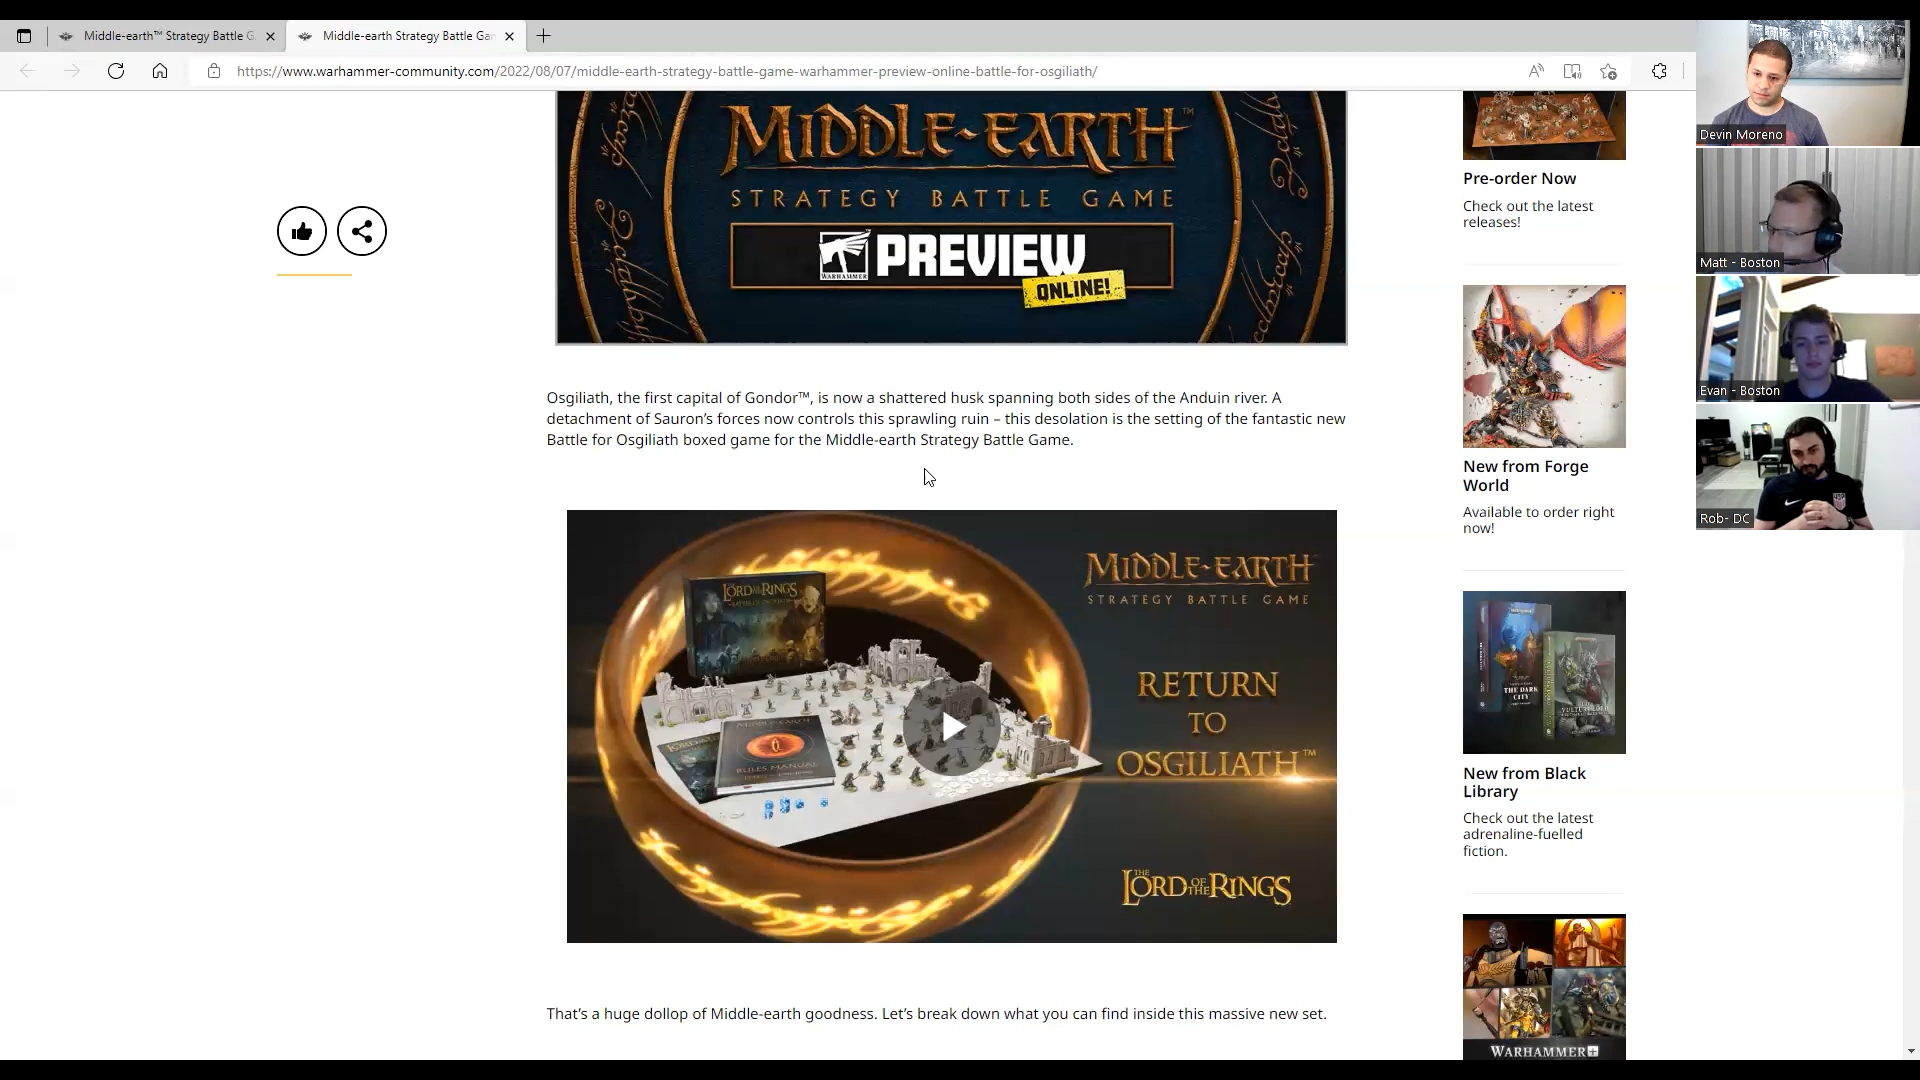 Middle-earth™ Strategy Battle G
Middle-earth Strategy Battle Gam
https://www.warhammer-community.com/2022/08/07/middle-earth-strategy-battle-game-warhammer-preview-online-battle-for-osgiliath/
MIDDLE-EARTH™
STRATEGY BATTLE GAME
WARHAMMER
PREVIEW
ONLINE!
Osgiliath, the first capital of Gondor™, is now a shattered husk spanning both sides of the Anduin river. A
detachment of Sauron’s forces now controls this sprawling ruin – this desolation is the setting of the fantastic new
Battle for Osgiliath boxed game for the Middle-earth Strategy Battle Game.
THE LORD OF THE RINGS
RULES MANUAL
MIDDLE-EARTH
STRATEGY BATTLE GAME
RETURN
TO
OSGILIATH™
THE LORD OF THE RINGS
That’s a huge dollop of Middle-earth goodness. Let’s break down what you can find inside this massive new set.
Pre-order Now
Check out the latest
releases!
New from Forge
World
Available to order right
now!
THE DARK
CITY
New from Black
Library
Check out the latest
adrenaline-fuelled
fiction.
WARHAMMER+
Devin Moreno
Matt - Boston
Evan - Boston
Rob- DC